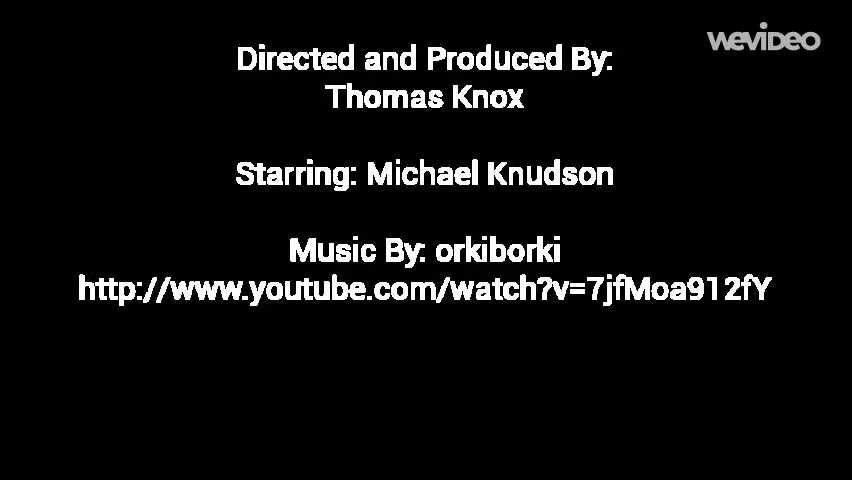 WEVIDEO
Directed and Produced By:
Thomas Knox
Starring: Michael Knudson
Music By: orkiborki
http://www.youtube.com/watch?v=7jfMoa912fY